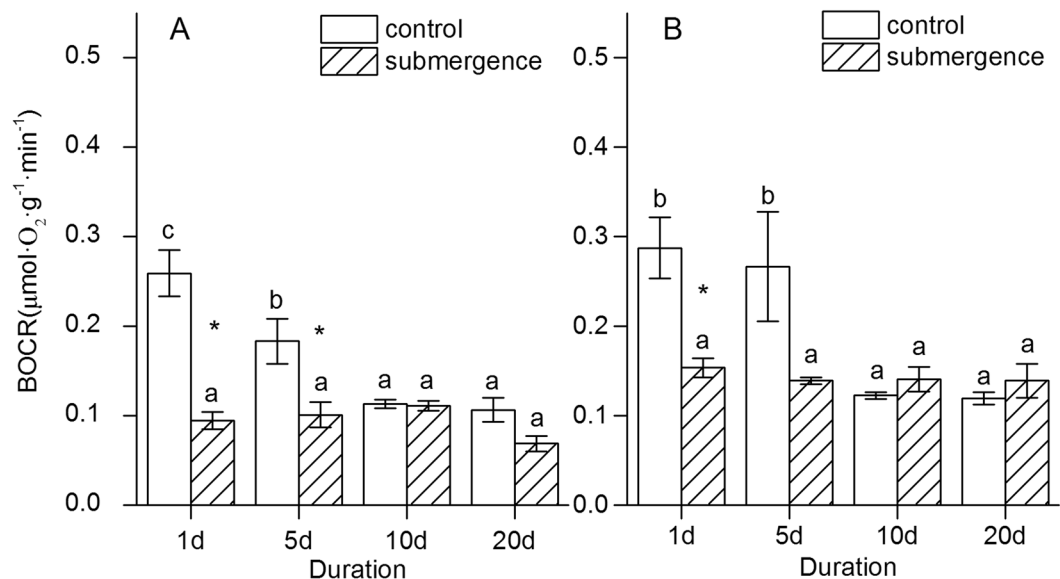 A
control
submergence
B
control
submergence
BOCR(μmol·O₂·g⁻¹·min⁻¹)
0.5
0.4
0.3
0.2
0.1
0.0
c
*
a
b
*
a
a
a
a
a
1d
5d
10d
20d
Duration
0.5
0.4
0.3
0.2
0.1
0.0
b
*
a
b
a
a
a
a
a
1d
5d
10d
20d
Duration